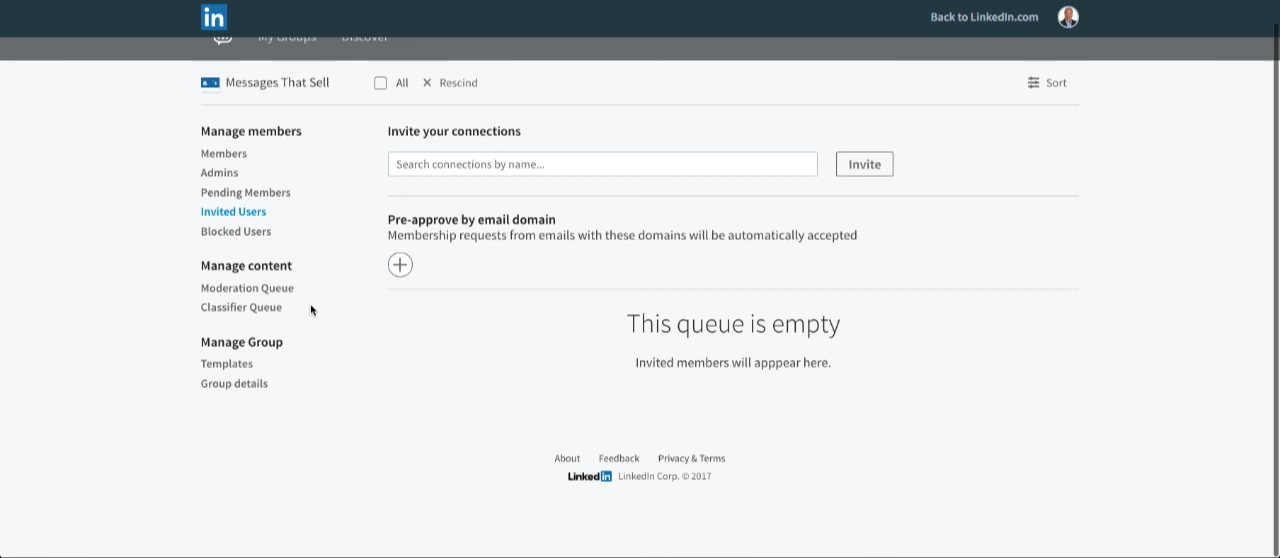 in
Back to LinkedIn.com
My Groups
Discover
Messages That Sell
All
Rescind
Sort
Manage members
Members
Admins
Pending Members
Invited Users
Blocked Users
Manage content
Moderation Queue
Classifier Queue
Manage Group
Templates
Group details
Invite your connections
Search connections by name...
Invite
Pre-approve by email domain
Membership requests from emails with these domains will be automatically accepted
This queue is empty
Invited members will apppear here.
About Feedback Privacy & Terms
Linkedin LinkedIn Corp. © 2017